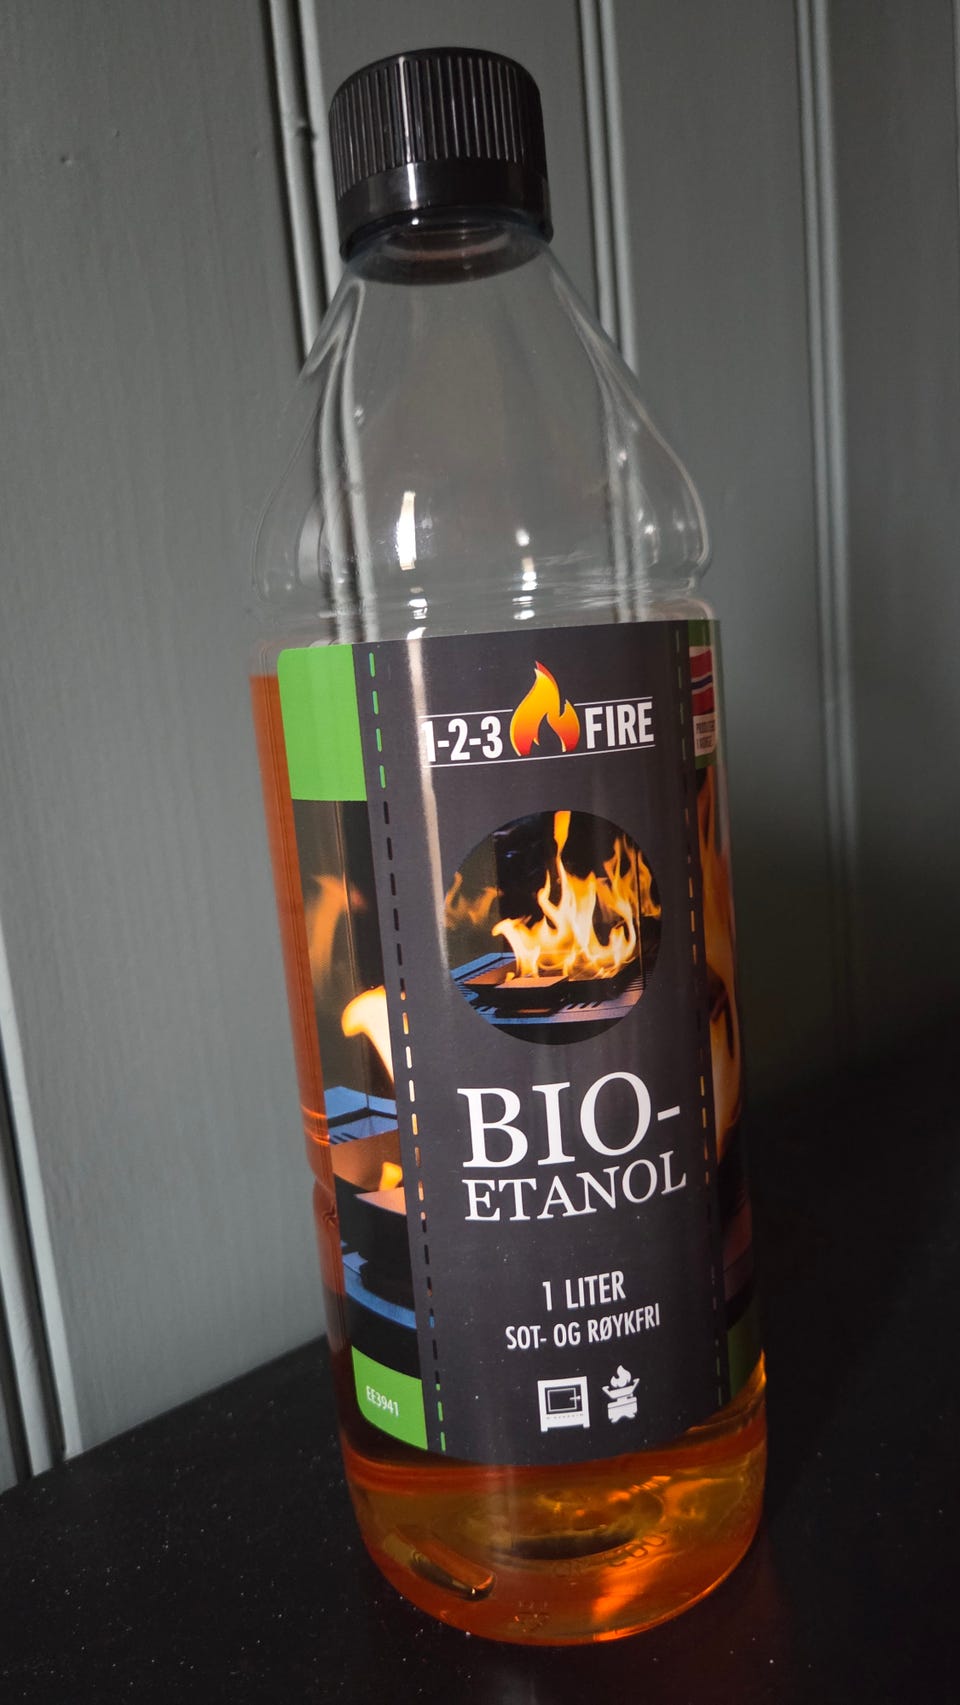 1-2-3 FIRE
BIO-
ETANOL
1 LITER
SOT- OG RØYKFRI
EE3941